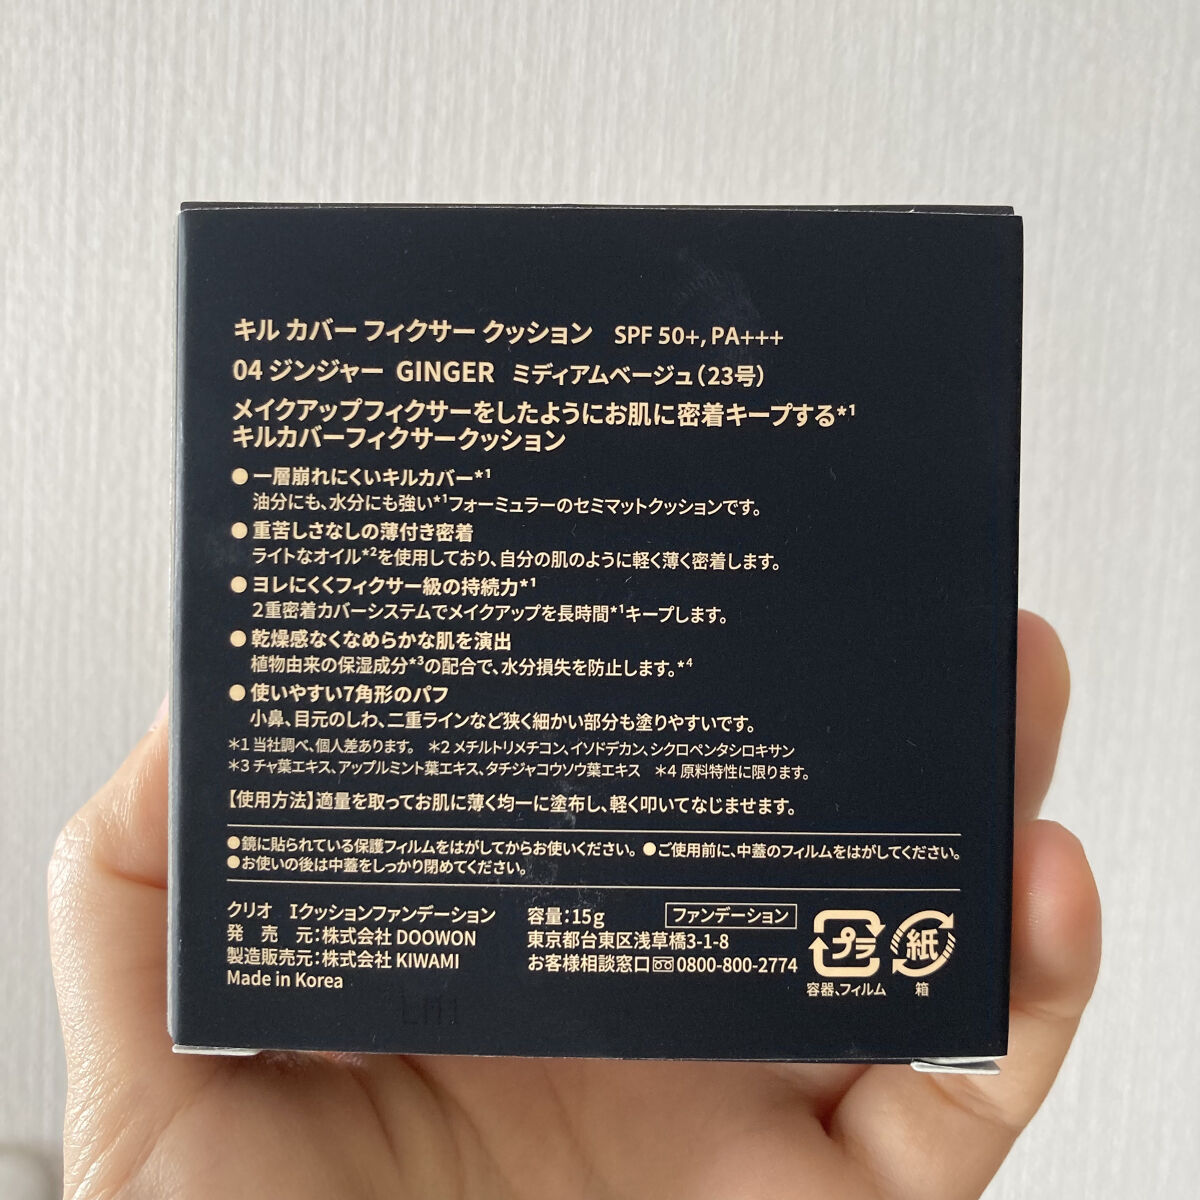 キル カバー フィクサー クッション SPF 50+, PA+++
04 ジンジャー GINGER ミディアムベージュ（23号）
メイクアップフィクサーをしたようにお肌に密着キープする*1
キルカバーフィクサークッション
● 一層崩れにくいキルカバー*1
油分にも、水分にも強い*1フォーミュラーのセミマットクッションです。
● 重苦しさなしの薄付き密着
ライトなオイル*2を使用しており、自分の肌のように軽く薄く密着します。
● ヨレにくくフィクサー級の持続力*1
2重密着カバーシステムでメイクアップを長時間*1キープします。
● 乾燥感なくなめらかな肌を演出
植物由来の保湿成分*3の配合で、水分損失を防止します。*4
● 使いやすい7角形のパフ
小鼻、目元のしわ、二重ラインなど狭く細かい部分も塗りやすいです。
*1 当社調べ、個人差あります。 *2 メチルトリメチコン、イソドデカン、シクロペンタシロキサン
*3 チャ葉エキス、アップルミント葉エキス、タチジャコウソウ葉エキス *4 原料特性に限ります。
【使用方法】適量を取ってお肌に薄く均一に塗布し、軽く叩いてなじませます。
●鏡に貼られている保護フィルムをはがしてからお使いください。 ●ご使用前に、中蓋のフィルムをはがしてください。
●お使いの後は中蓋をしっかり閉めてください。
クリオ Iクッションファンデーション 容量：15g ファンデーション
発 売 元：株式会社 DOOWON 東京都台東区浅草橋3-1-8
製造販売元：株式会社 KIWAMI お客様相談窓口 0800-800-2774
Made in Korea
プラ 紙
容器、フィルム 箱